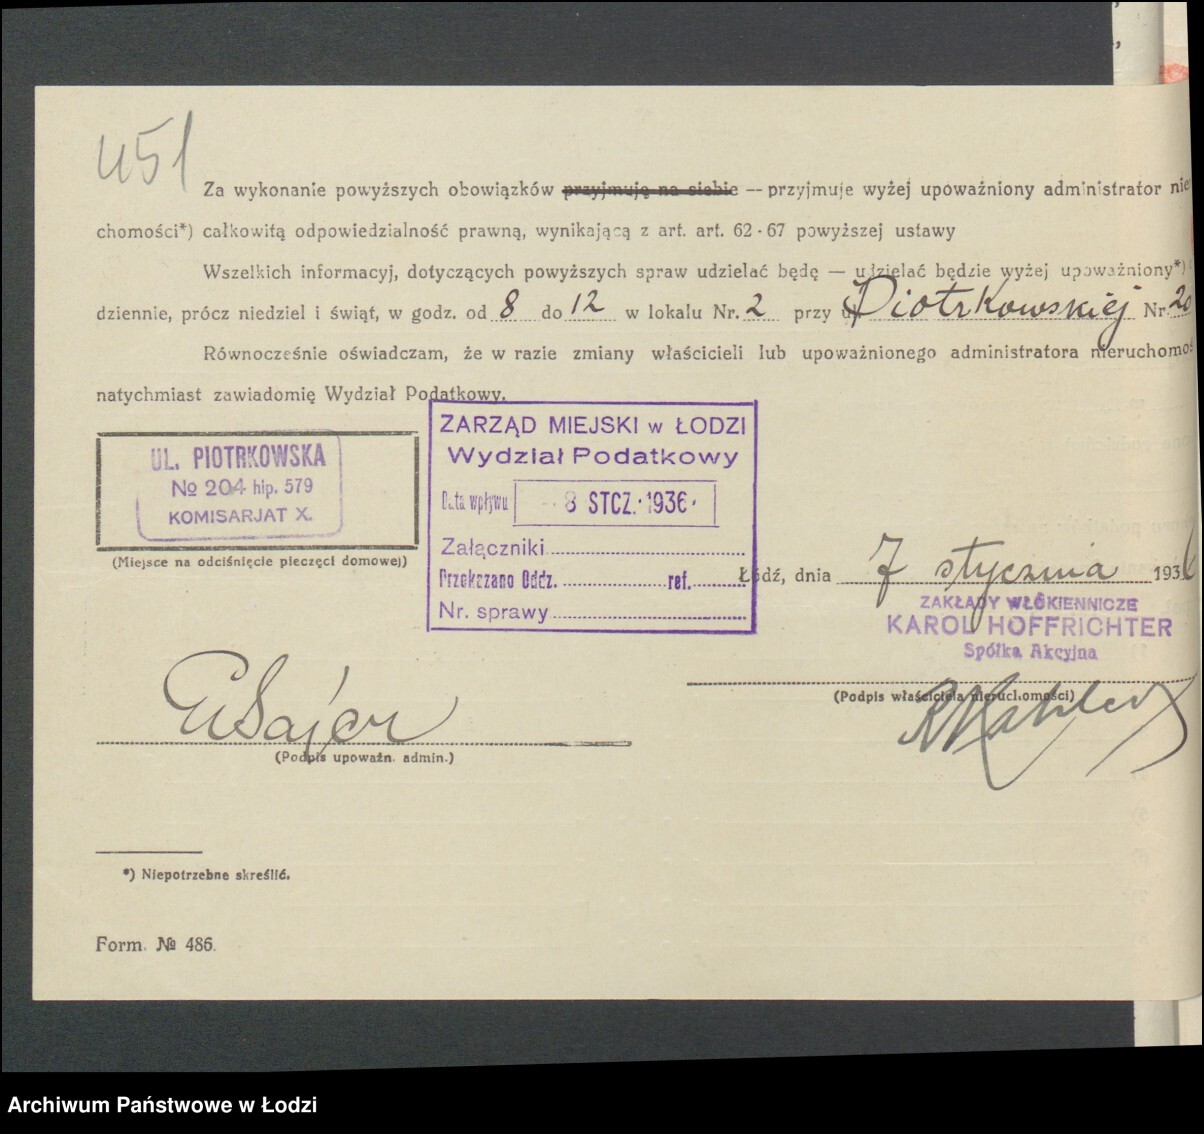 451
Za wykonanie powyższych obowiązków przyjmuję na siebie — przyjmuje wyżej upoważniony administrator nie
chomości*) całkowitą odpowiedzialność prawną, wynikającą z art. art. 62-67 powyższej ustawy
Wszelkich informacyj, dotyczących powyższych spraw udzielać będę — udzielać będzie wyżej upoważniony*)
dziennie, prócz niedziel i świąt, w godz. od 8 do 12 w lokalu Nr. 2 przy ul. Piotrkowskiej Nr. 20
Równocześnie oświadczam, że w razie zmiany właścicieli lub upoważnionego administratora nieruchomoś
natychmiast zawiadomię Wydział Podatkowy.
UL. PIOTRKOWSKA
№ 204 hip. 579
KOMISARJAT X.
(Miejsce na odciśnięcie pieczęci domowej)
ZARZĄD MIEJSKI w ŁODZI
Wydział Podatkowy
Data wpływu - 8 STCZ. 1936
Załączniki
Przekazano Oddz. ref.
Nr. sprawy
Łódź, dnia 7 stycznia 1936
ZAKŁADY WŁÓKIENNICZE
KAROL HOFFRICHTER
Spółka Akcyjna
(Podpis właściciela nieruchomości)
(Podpis upoważn. admin.)
*) Niepotrzebne skreślić.
Form. № 486.
Archiwum Państwowe w Łodzi